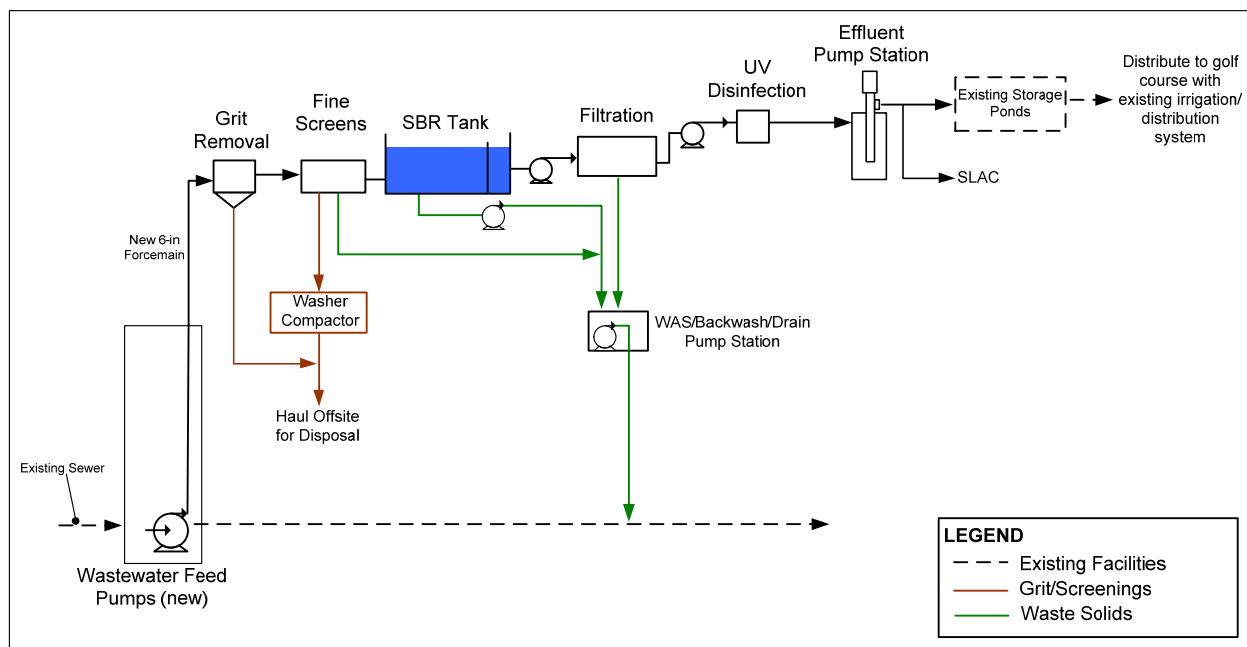 Effluent
Pump Station
UV
Disinfection
Distribute to golf
course with
existing irrigation/
distribution
system
Existing Storage
Ponds
Fine
Screens
Grit
Removal
SBR Tank
Filtration
SLAC
New 6-in
Forcemain
Washer
Compactor
WAS/Backwash/Drain
Pump Station
Haul Offsite
for Disposal
Existing Sewer
Wastewater Feed
Pumps (new)
LEGEND
Existing Facilities
Grit/Screenings
Waste Solids